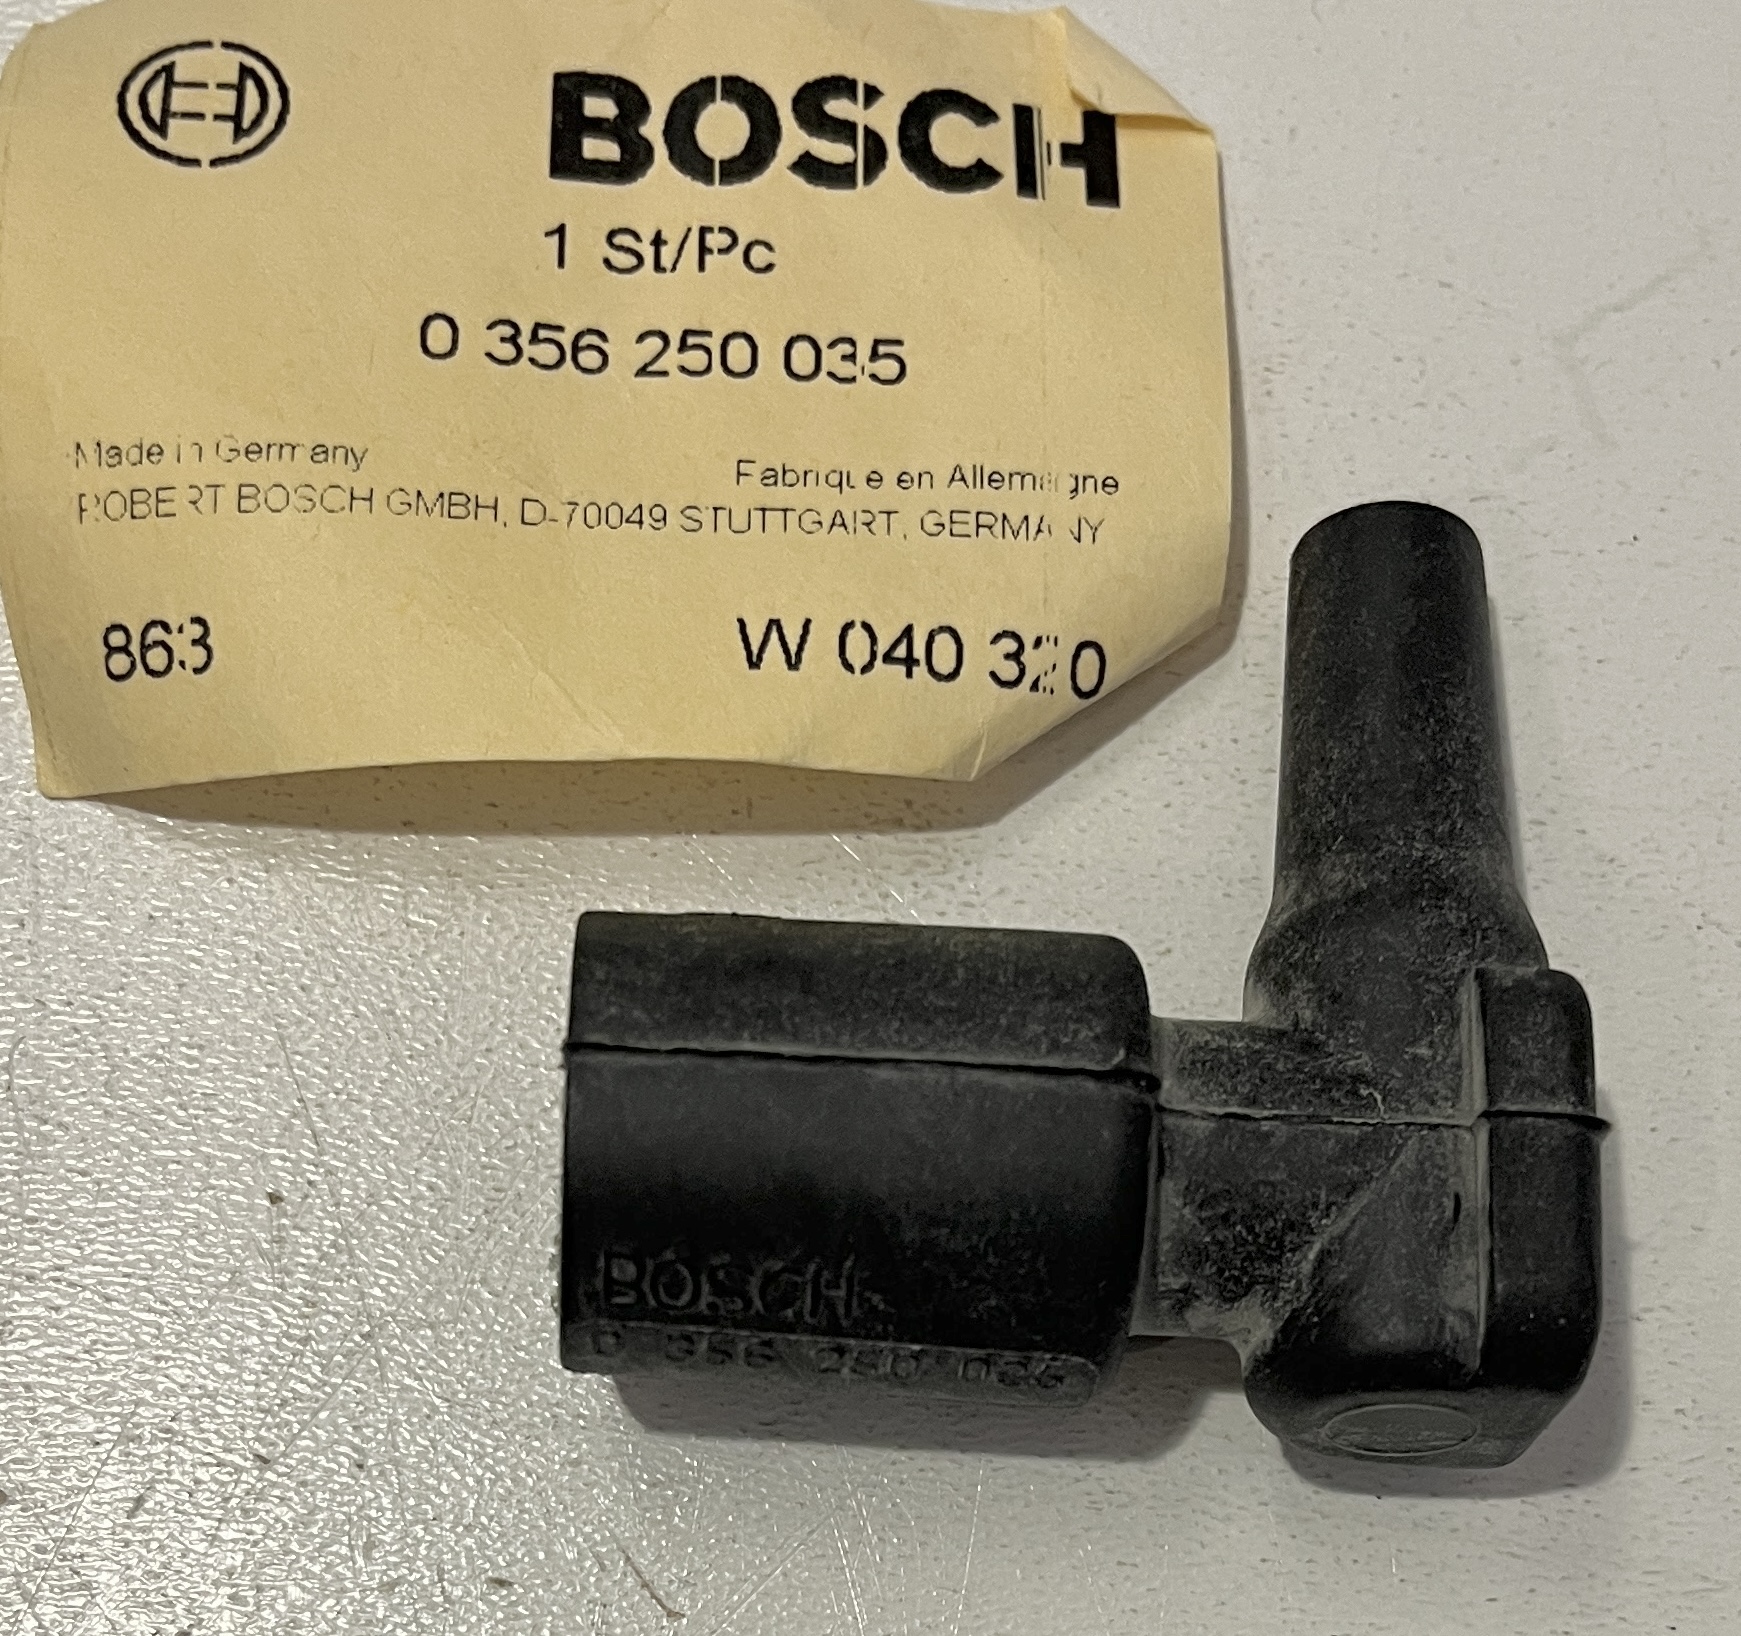 BOSCH
1 St/Pc
0 356 250 035
Made in Germany
Fabriqué en Allemagne
ROBERT BOSCH GMBH, D-70049 STUTTGART, GERMANY
863
W 040 320
BOSCH
0 356 250 035